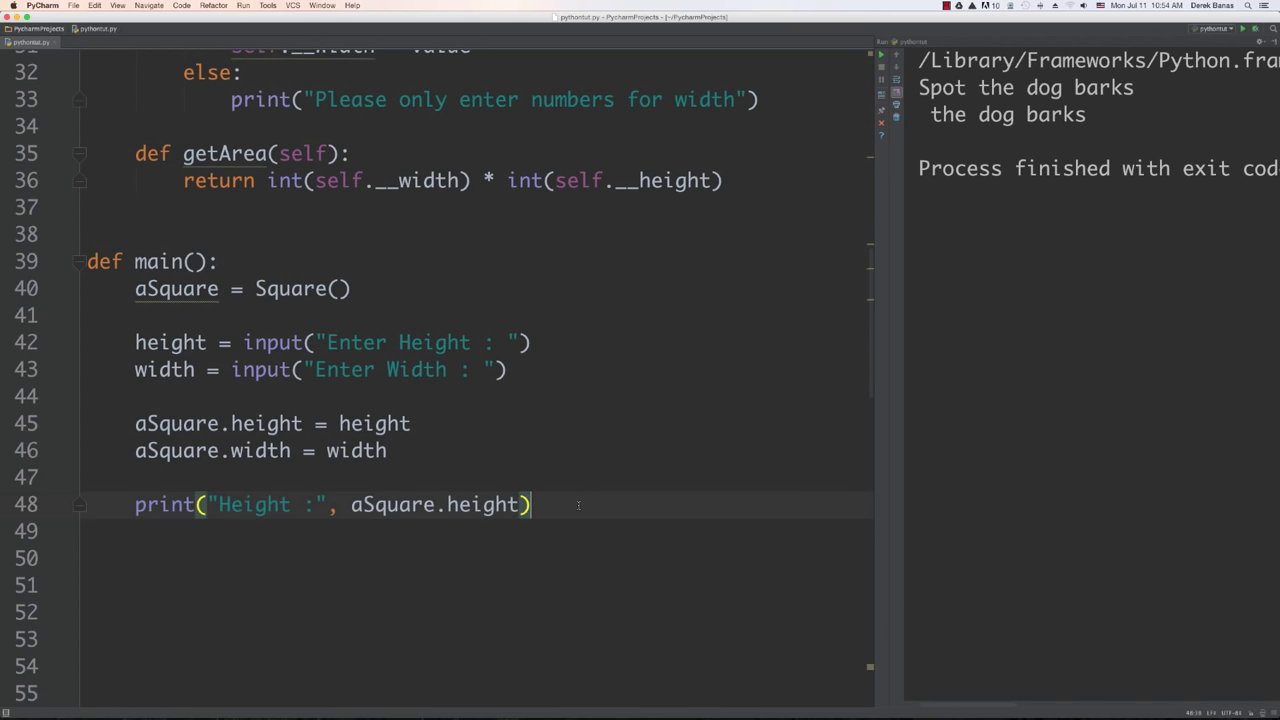 PyCharm File Edit View Navigate Code Refactor Run Tools VCS Window Help 10 Mon Jul 11 10:54 AM Derek Banas
pythontut.py - PycharmProjects - [~/PycharmProjects]
PycharmProjects pythontut.py pythontut
pythontut.py Run pythontut
31 self.__width = value
32 else:
33 print("Please only enter numbers for width")
34
35 def getArea(self):
36 return int(self.__width) * int(self.__height)
37
38
39 def main():
40 aSquare = Square()
41
42 height = input("Enter Height : ")
43 width = input("Enter Width : ")
44
45 aSquare.height = height
46 aSquare.width = width
47
48 print("Height :", aSquare.height)
49
50
51
52
53
54
55
/Library/Frameworks/Python.fra
Spot the dog barks
the dog barks
Process finished with exit cod
UTF-8